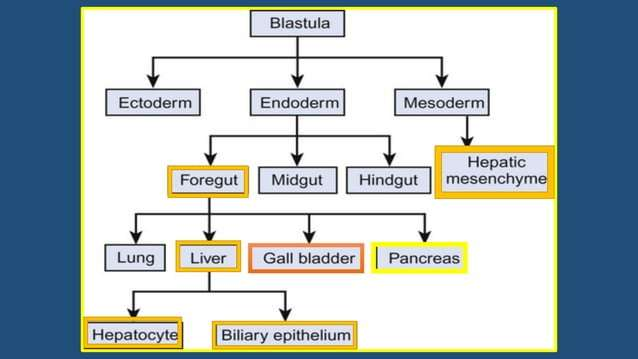 Blastula
Ectoderm
Endoderm
Mesoderm
Hepatic
mesenchyme
Foregut
Midgut
Hindgut
Lung
Liver
Gall bladder
Pancreas
Hepatocyte
Biliary epithelium